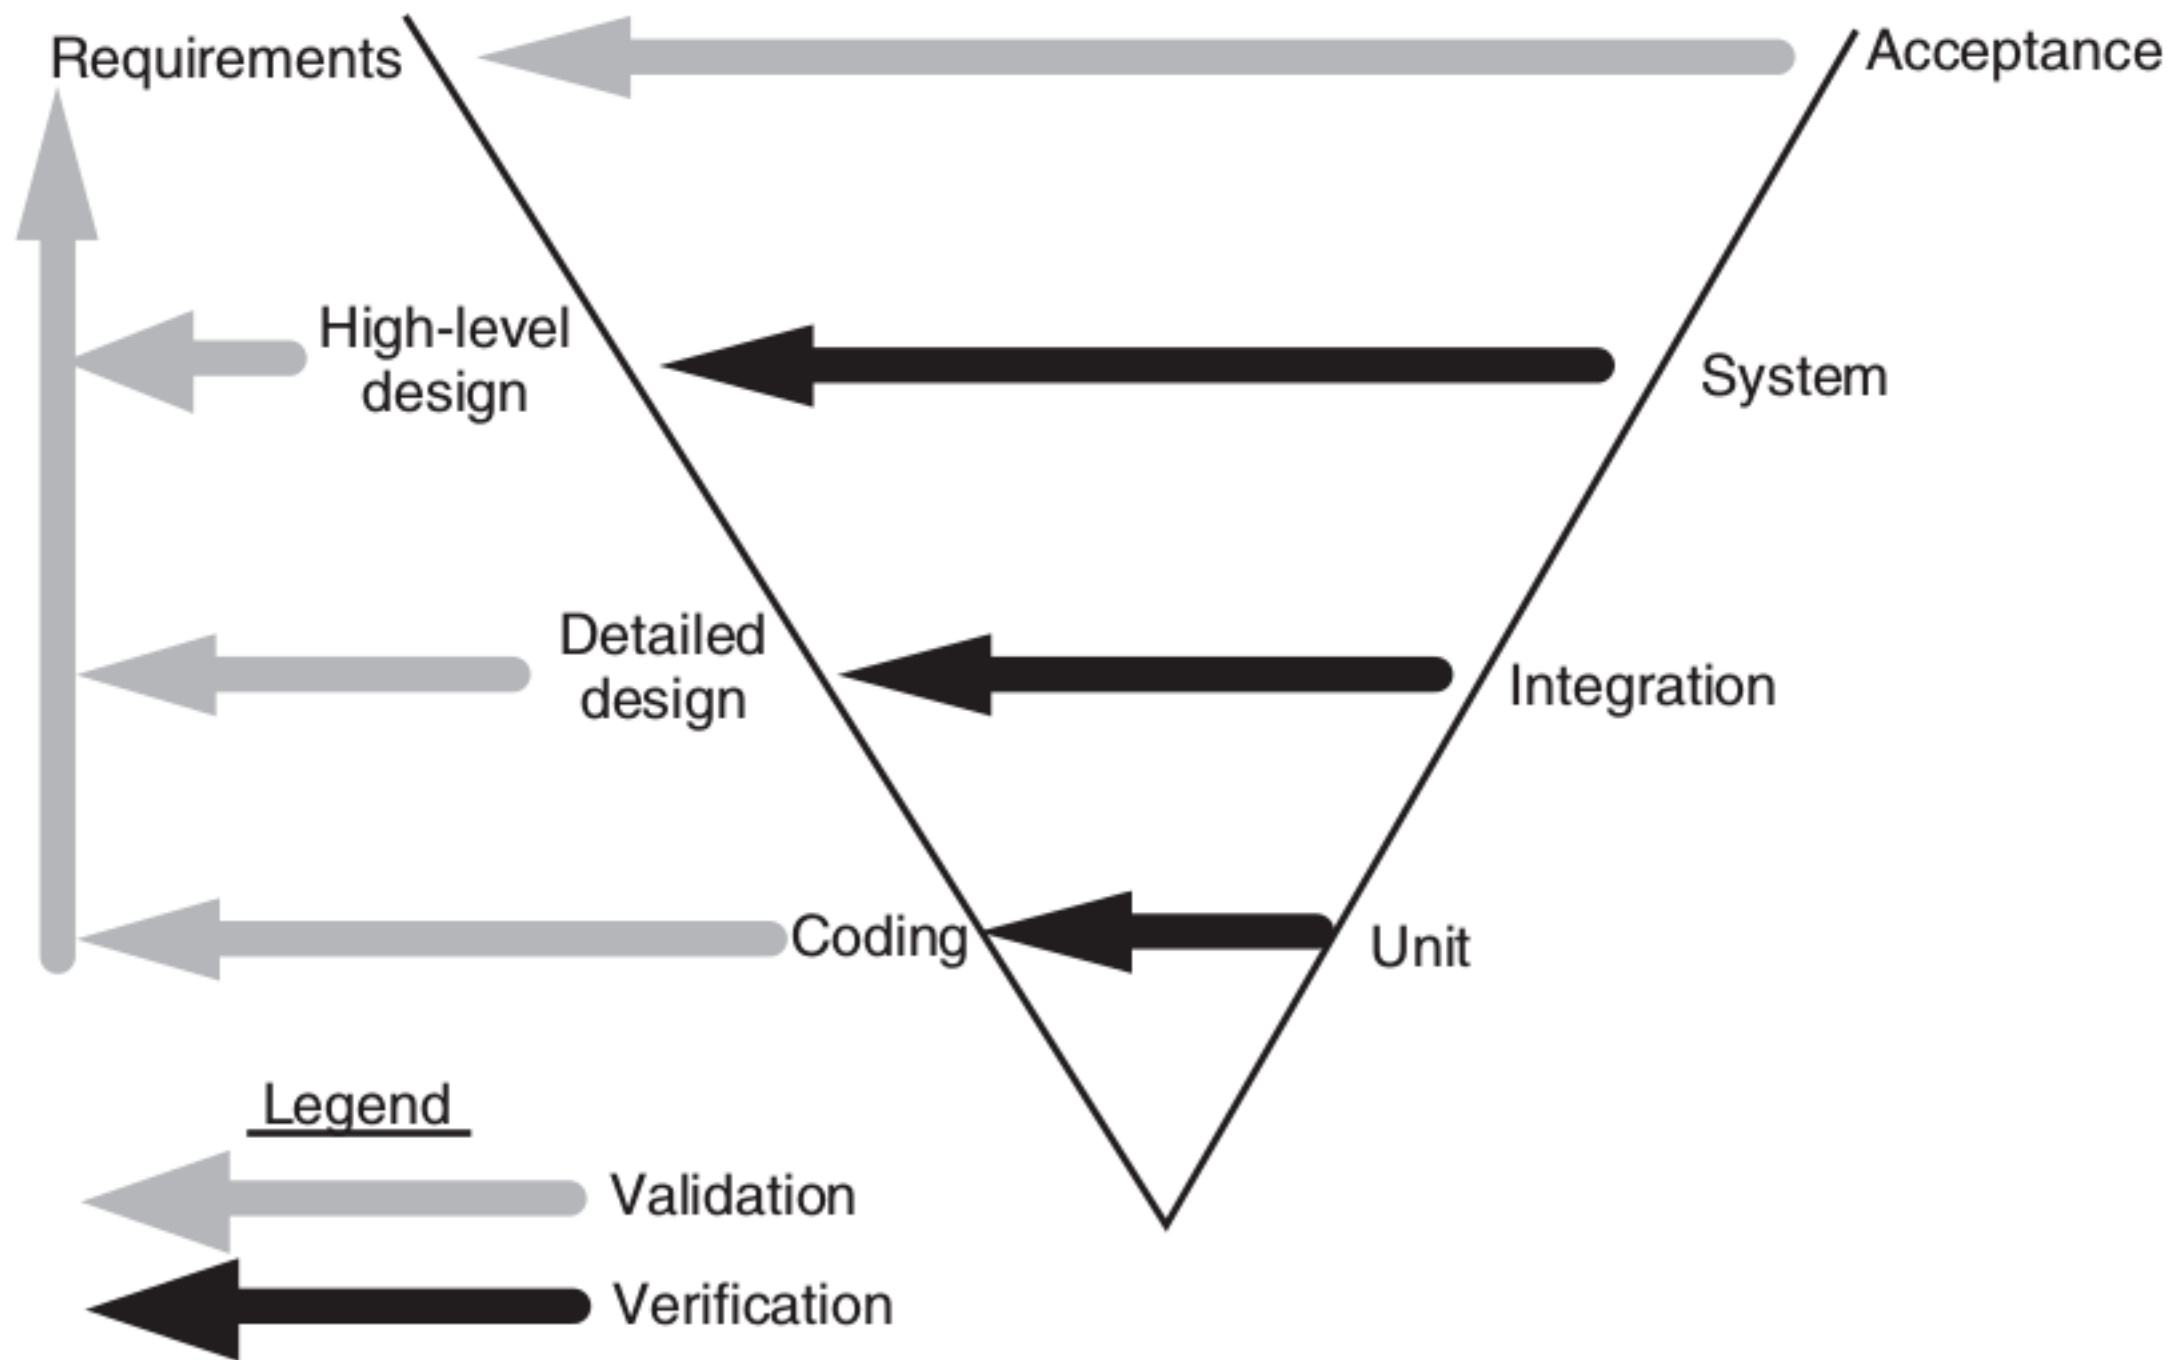 Requirements
Acceptance
High-level
design
System
Detailed
design
Integration
Coding
Unit
Legend
Validation
Verification